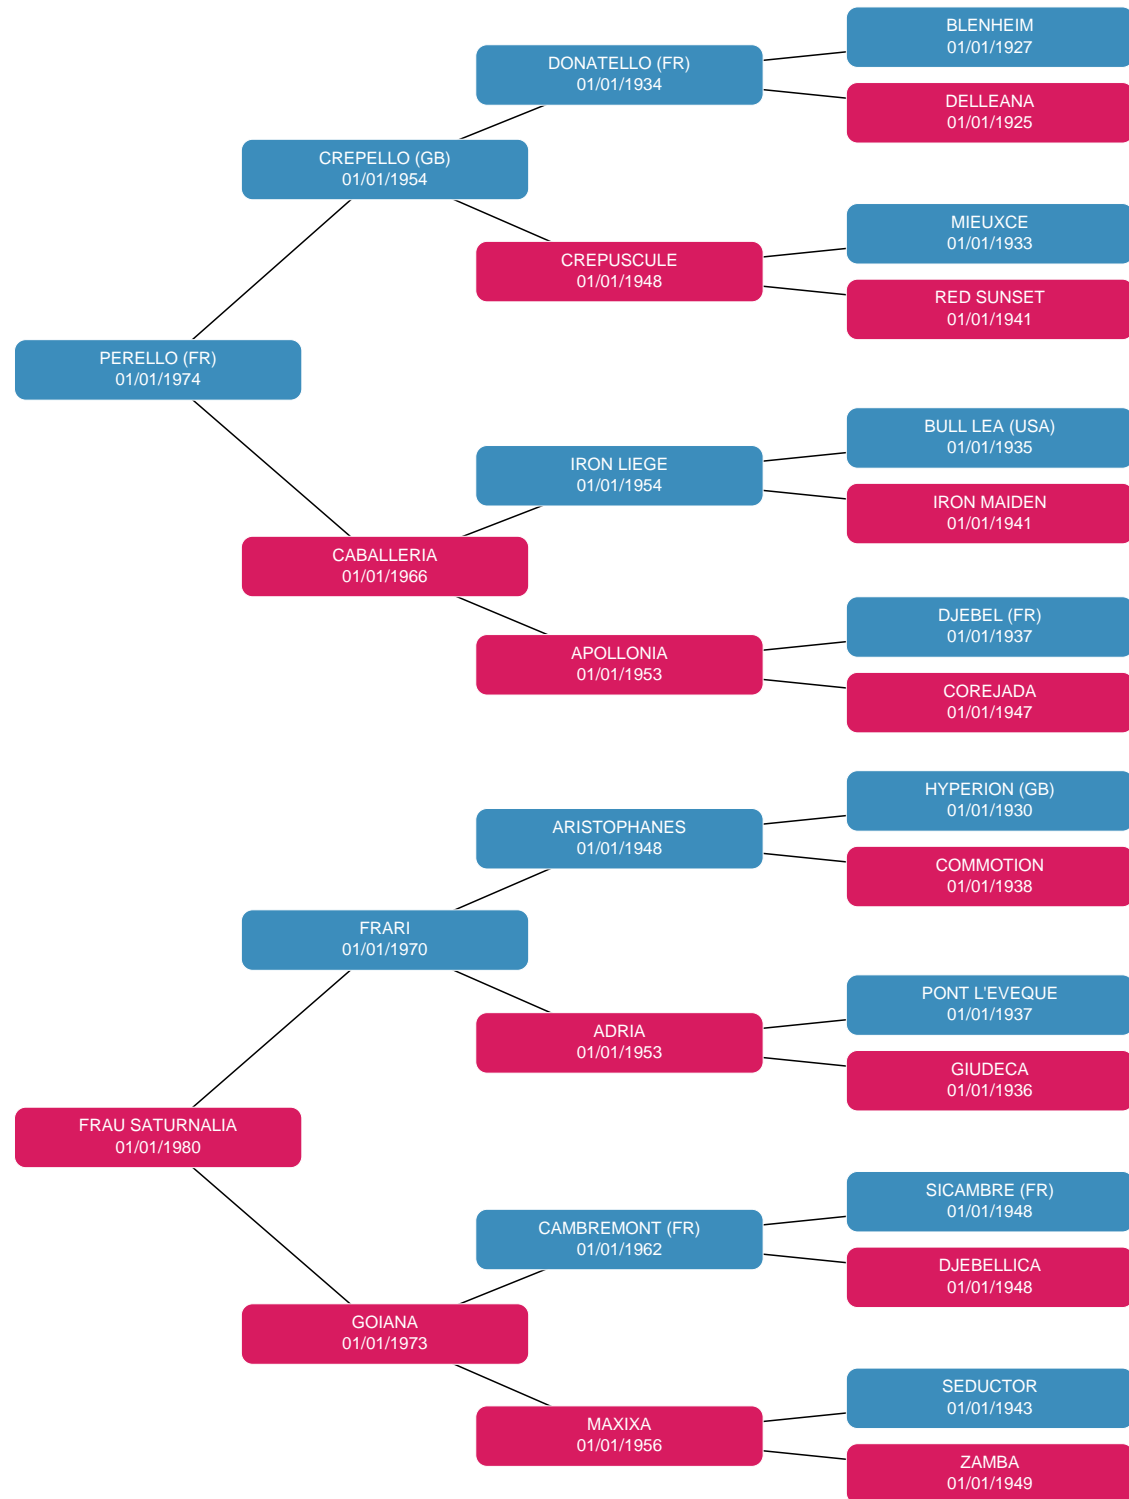 BLENHEIM
01/01/1927
DONATELLO (FR)
01/01/1934
DELLEANA
01/01/1925
CREPELLO (GB)
01/01/1954
MIEUXCE
01/01/1933
CREPUSCULE
01/01/1948
RED SUNSET
01/01/1941
PERELLO (FR)
01/01/1974
BULL LEA (USA)
01/01/1935
IRON LIEGE
01/01/1954
IRON MAIDEN
01/01/1941
CABALLERIA
01/01/1966
DJEBEL (FR)
01/01/1937
APOLLONIA
01/01/1953
COREJADA
01/01/1947
HYPERION (GB)
01/01/1930
ARISTOPHANES
01/01/1948
COMMOTION
01/01/1938
FRARI
01/01/1970
PONT L'EVEQUE
01/01/1937
ADRIA
01/01/1953
GIUDECA
01/01/1936
FRAU SATURNALIA
01/01/1980
SICAMBRE (FR)
01/01/1948
CAMBREMONT (FR)
01/01/1962
DJEBELLICA
01/01/1948
GOIANA
01/01/1973
SEDUCTOR
01/01/1943
MAXIXA
01/01/1956
ZAMBA
01/01/1949